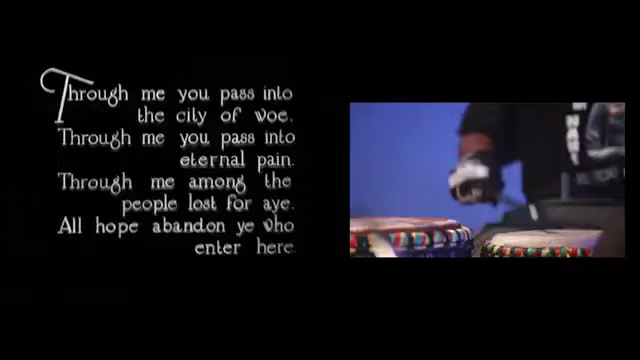 Through me you pass into
the city of woe.
Through me you pass into
eternal pain.
Through me among the
people lost for aye.
All hope abandon ye who
enter here.